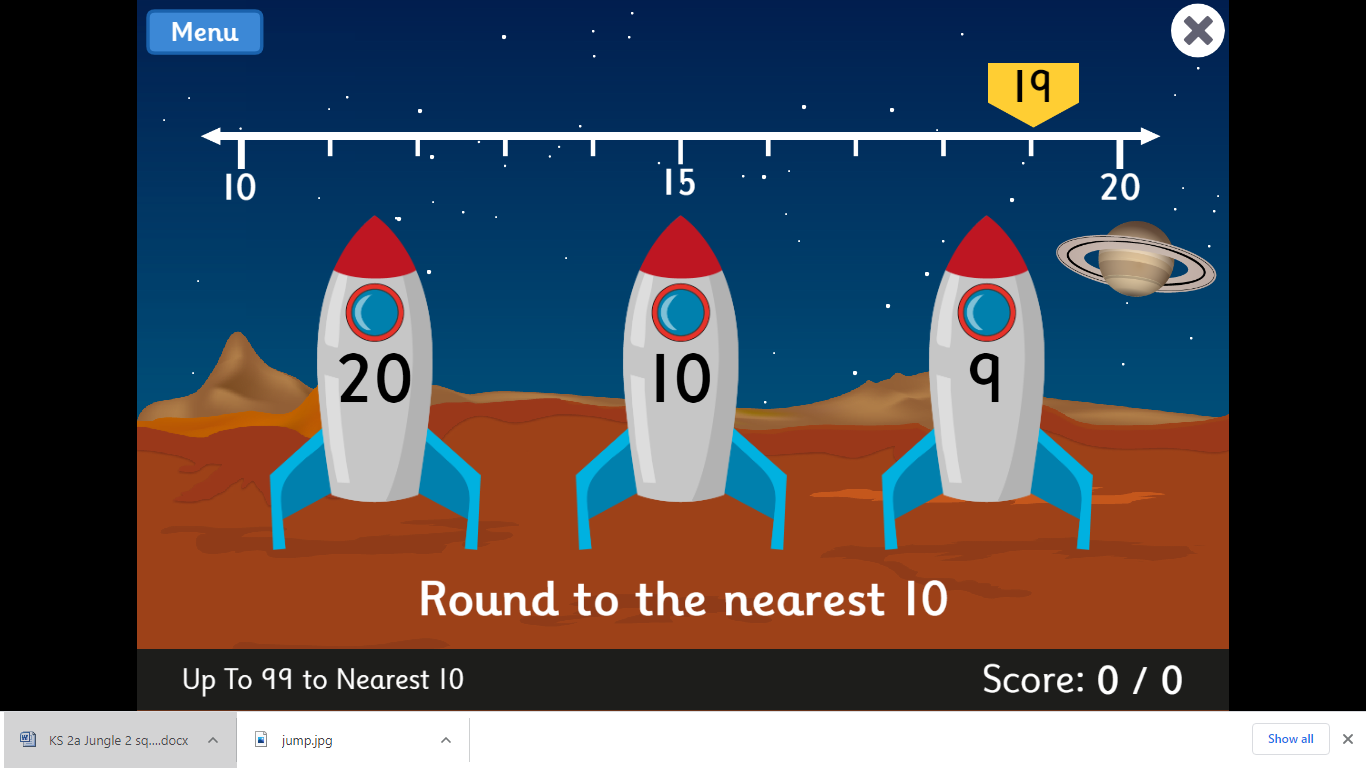 Menu
19
10 15 20
20 10 9
Round to the nearest 10
Up To 99 to Nearest 10 Score: 0 / 0
KS 2a Jungle 2 sq....docx jump.jpg Show all